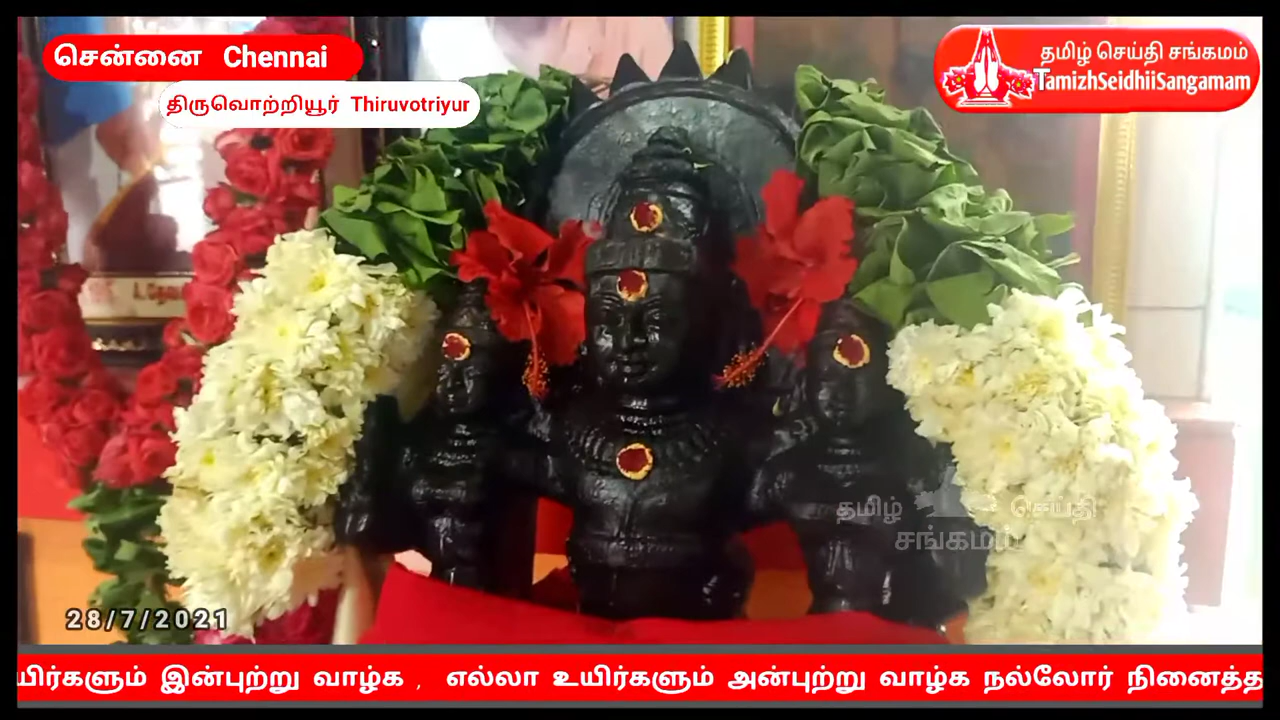 சென்னை Chennai
திருவொற்றியூர் Thiruvotriyur
தமிழ் செய்தி சங்கமம்
TamizhSeidhiiSangamam
தமிழ் செய்தி
சங்கமம்
28/7/2021
யிர்களும் இன்புற்று வாழ்க , எல்லா உயிர்களும் அன்புற்று வாழ்க நல்லோர் நினைத்த